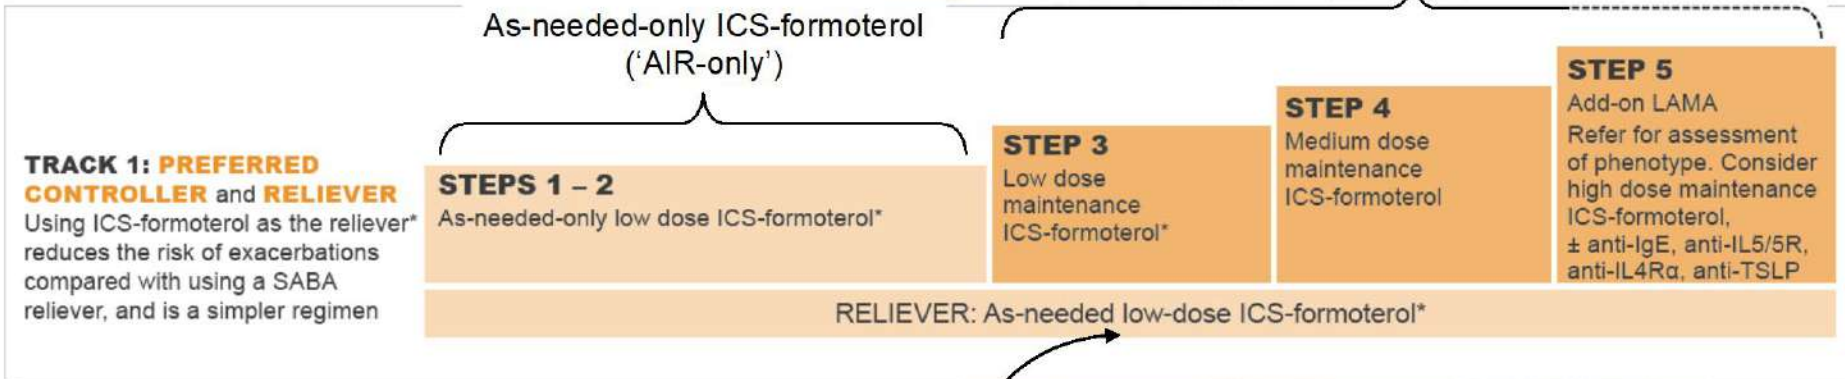 As-needed-only ICS-formoterol
(‘AIR-only’)
TRACK 1: PREFERRED
CONTROLLER and RELIEVER
Using ICS-formoterol as the reliever*
reduces the risk of exacerbations
compared with using a SABA
reliever, and is a simpler regimen
STEPS 1 – 2
As-needed-only low dose ICS-formoterol*
STEP 3
Low dose
maintenance
ICS-formoterol*
STEP 4
Medium dose
maintenance
ICS-formoterol
STEP 5
Add-on LAMA
Refer for assessment
of phenotype. Consider
high dose maintenance
ICS-formoterol,
± anti-IgE, anti-IL5/5R,
anti-IL4Rα, anti-TSLP
RELIEVER: As-needed low-dose ICS-formoterol*